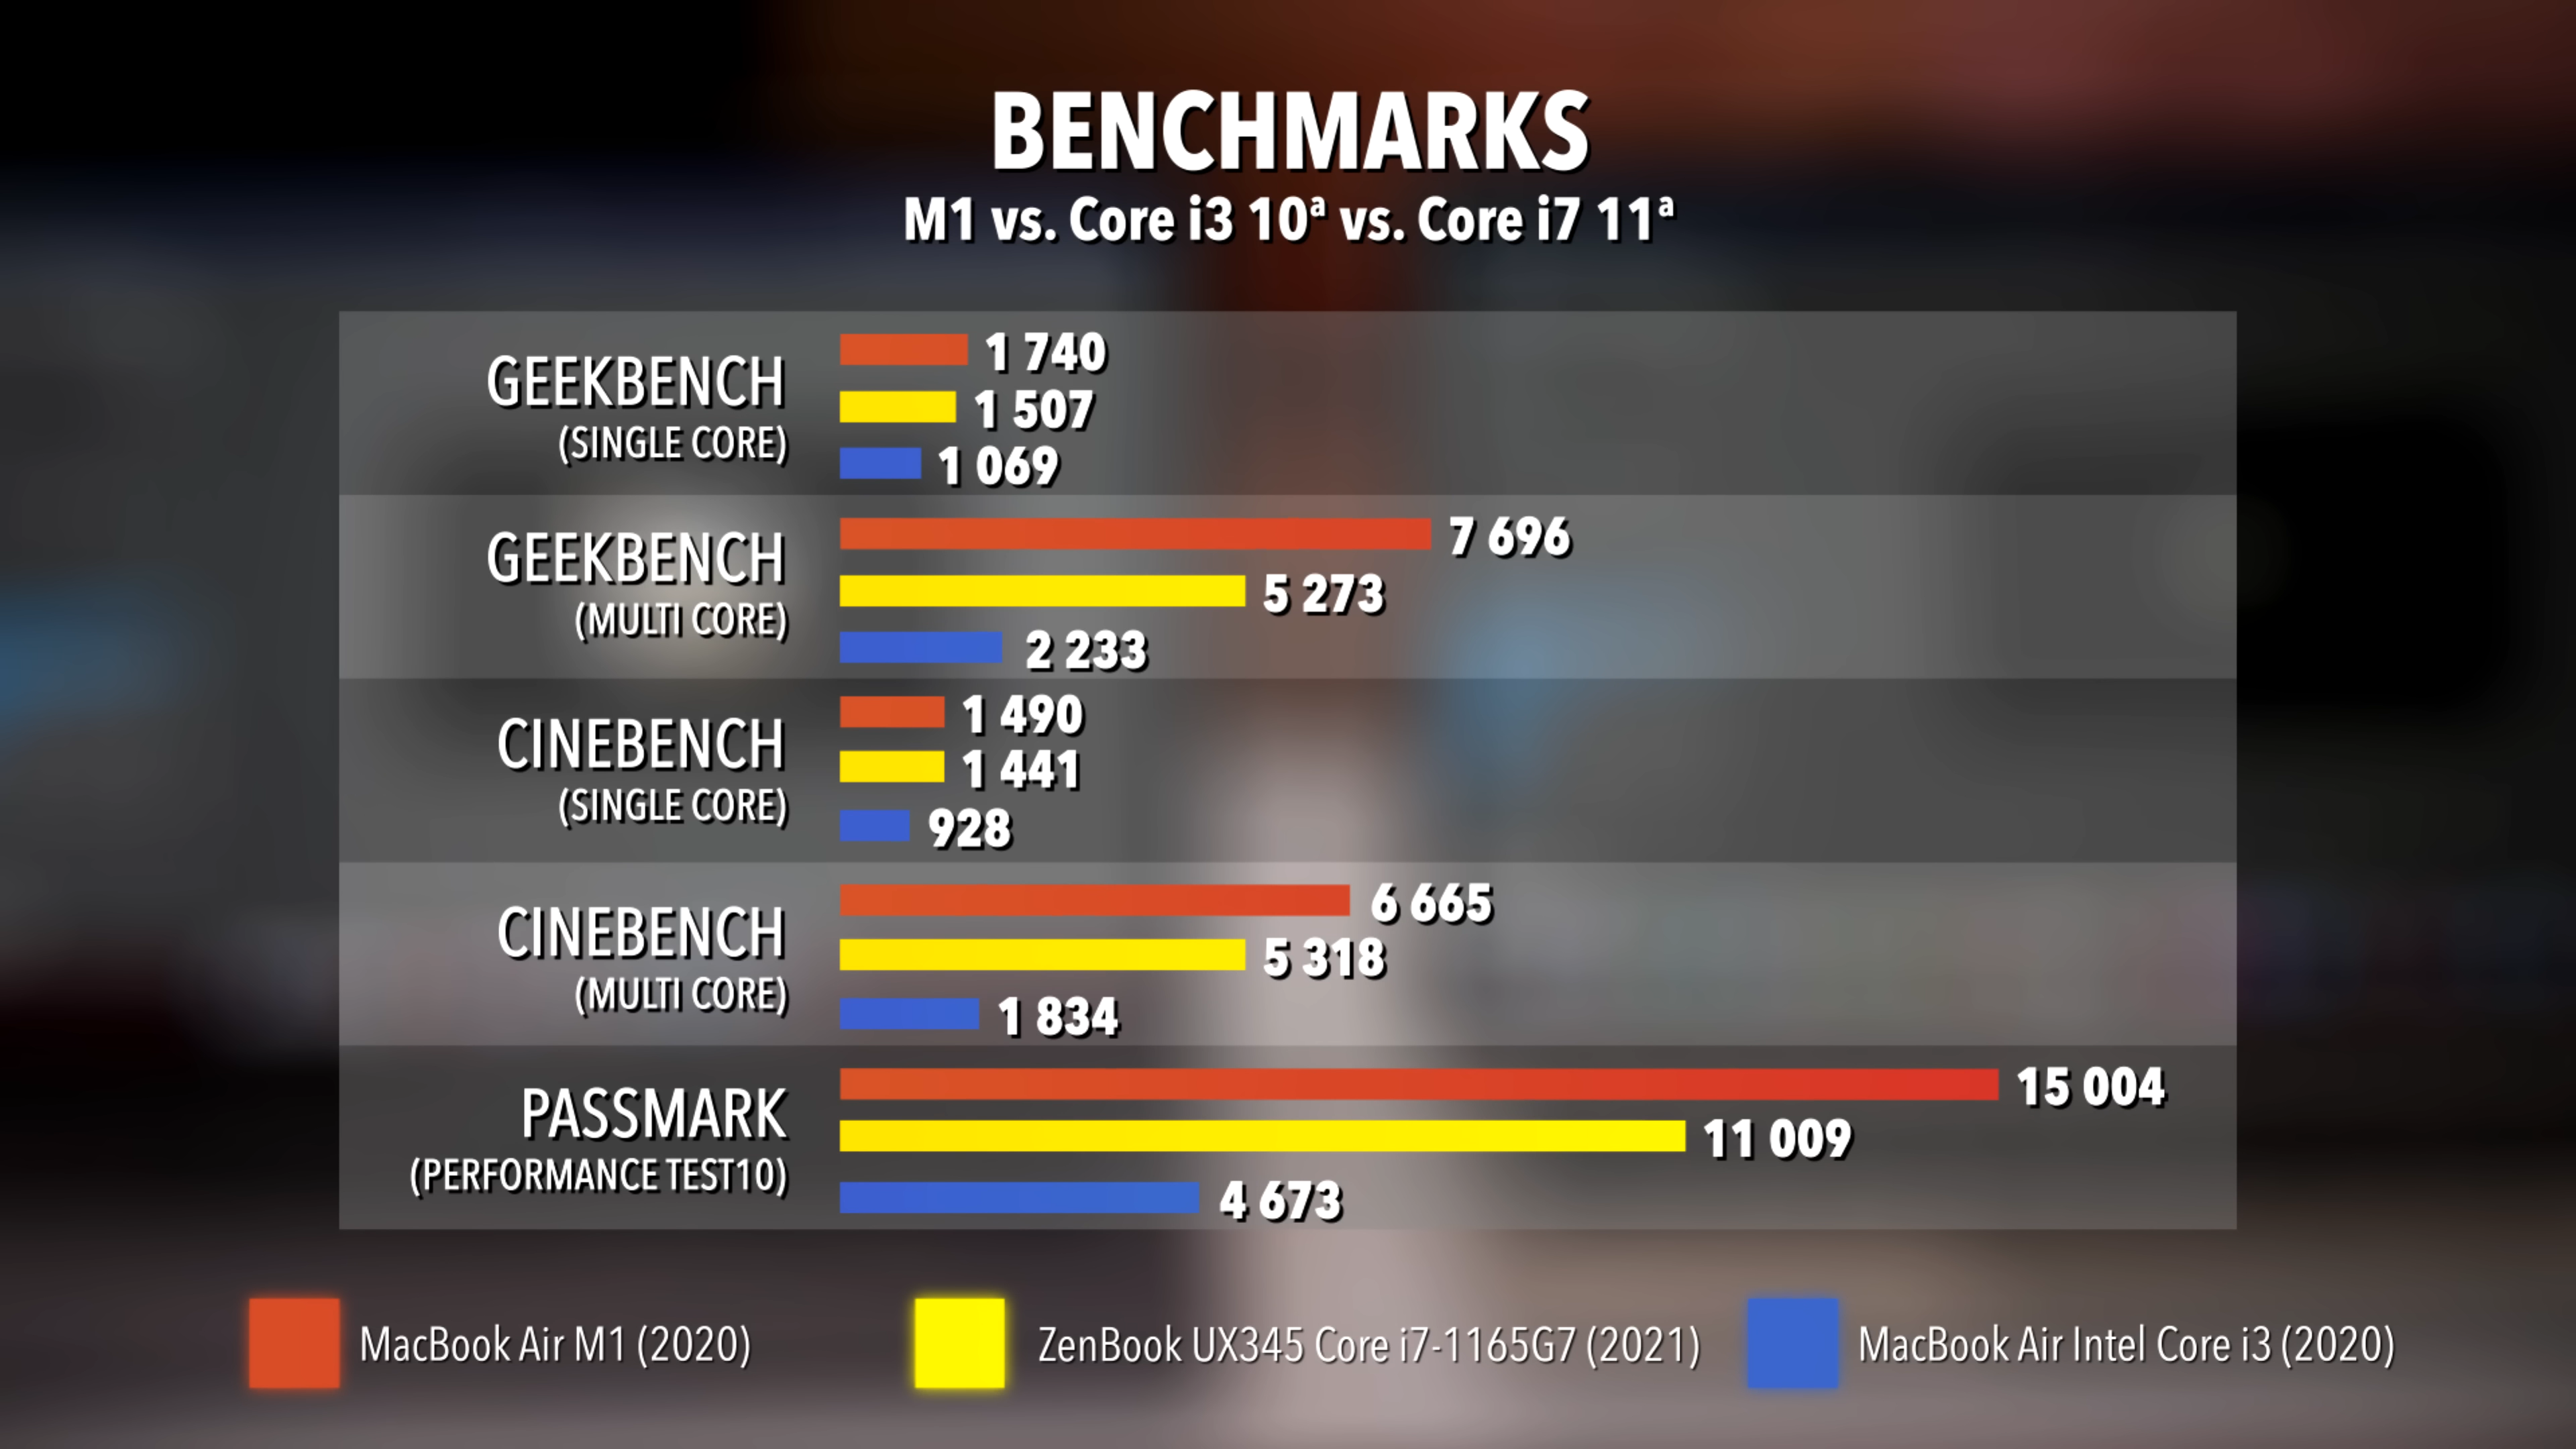 BENCHMARKS
M1 vs. Core i3 10ª vs. Core i7 11ª
GEEKBENCH
(SINGLE CORE)
1 740
1 507
1 069
GEEKBENCH
(MULTI CORE)
7 696
5 273
2 233
CINEBENCH
(SINGLE CORE)
1 490
1 441
928
CINEBENCH
(MULTI CORE)
6 665
5 318
1 834
PASSMARK
(PERFORMANCE TEST10)
15 004
11 009
4 673
MacBook Air M1 (2020)
ZenBook UX345 Core i7-1165G7 (2021)
MacBook Air Intel Core i3 (2020)